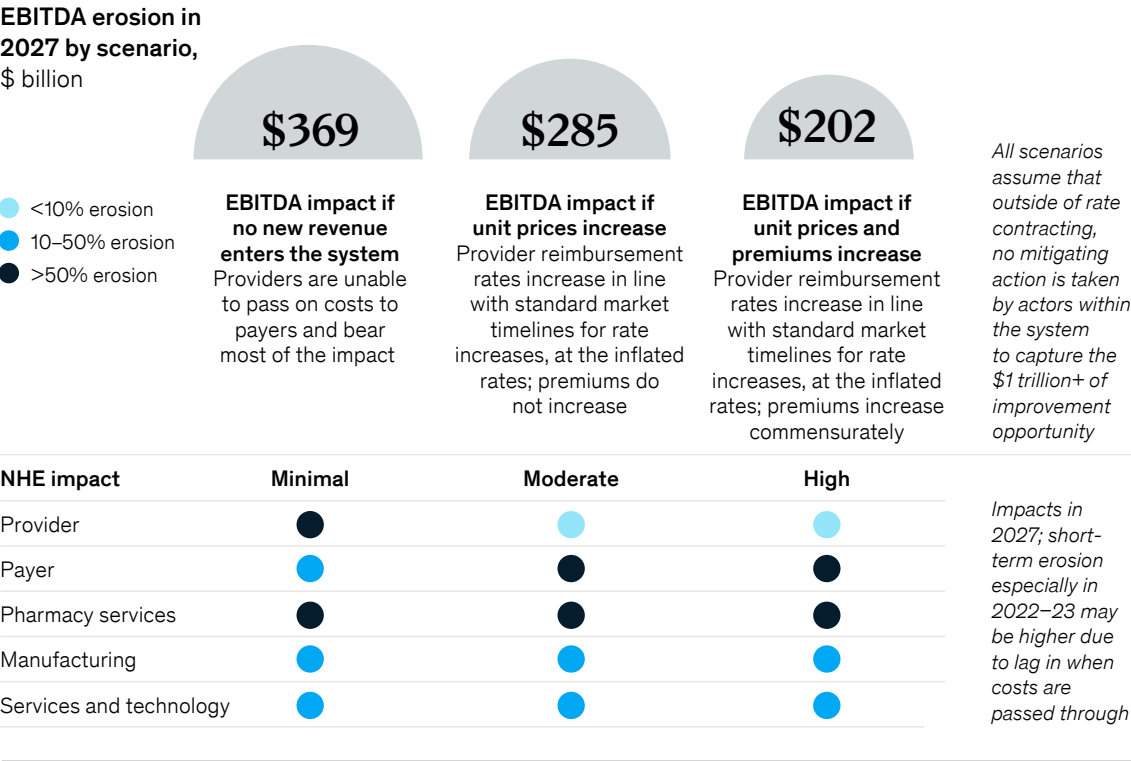 EBITDA erosion in
2027 by scenario,
$ billion
$369
$285
$202
<10% erosion
10–50% erosion
>50% erosion
EBITDA impact if
no new revenue
enters the system
Providers are unable
to pass on costs to
payers and bear
most of the impact
EBITDA impact if
unit prices increase
Provider reimbursement
rates increase in line
with standard market
timelines for rate
increases, at the inflated
rates; premiums do
not increase
EBITDA impact if
unit prices and
premiums increase
Provider reimbursement
rates increase in line
with standard market
timelines for rate
increases, at the inflated
rates; premiums increase
commensurately
All scenarios
assume that
outside of rate
contracting,
no mitigating
action is taken
by actors within
the system
to capture the
$1 trillion+ of
improvement
opportunity
NHE impact
Minimal
Moderate
High
Provider
Payer
Pharmacy services
Manufacturing
Services and technology
Impacts in
2027; short-
term erosion
especially in
2022–23 may
be higher due
to lag in when
costs are
passed through